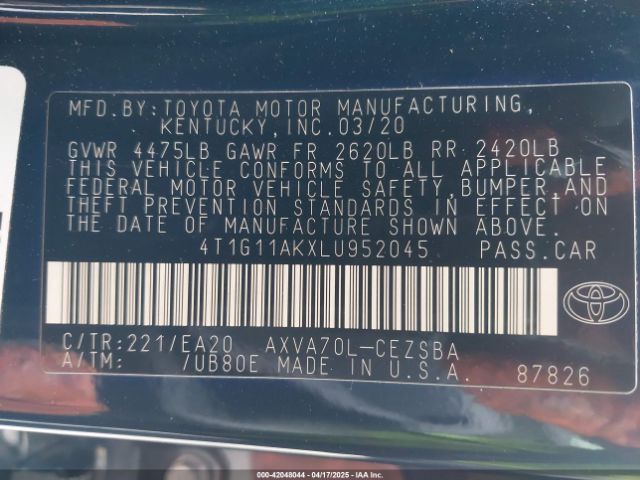 MFD.BY:TOYOTA MOTOR MANUFACTURING,
KENTUCKY,INC.03/20
GVWR 4475LB GAWR FR 2620LB RR 2420LB
THIS VEHICLE CONFORMS TO ALL APPLICABLE
FEDERAL MOTOR VEHICLE SAFETY,BUMPER,AND
THEFT PREVENTION STANDARDS IN EFFECT ON
THE DATE OF MANUFACTURE SHOWN ABOVE.
4T1G11AKXLU952045 PASS.CAR
C/TR:221/EA20 AXVA70L-CEZSBA
A/TM: /UB80E MADE IN U.S.A. 87826
000-42048044 - 04/17/2025 - IAA Inc.